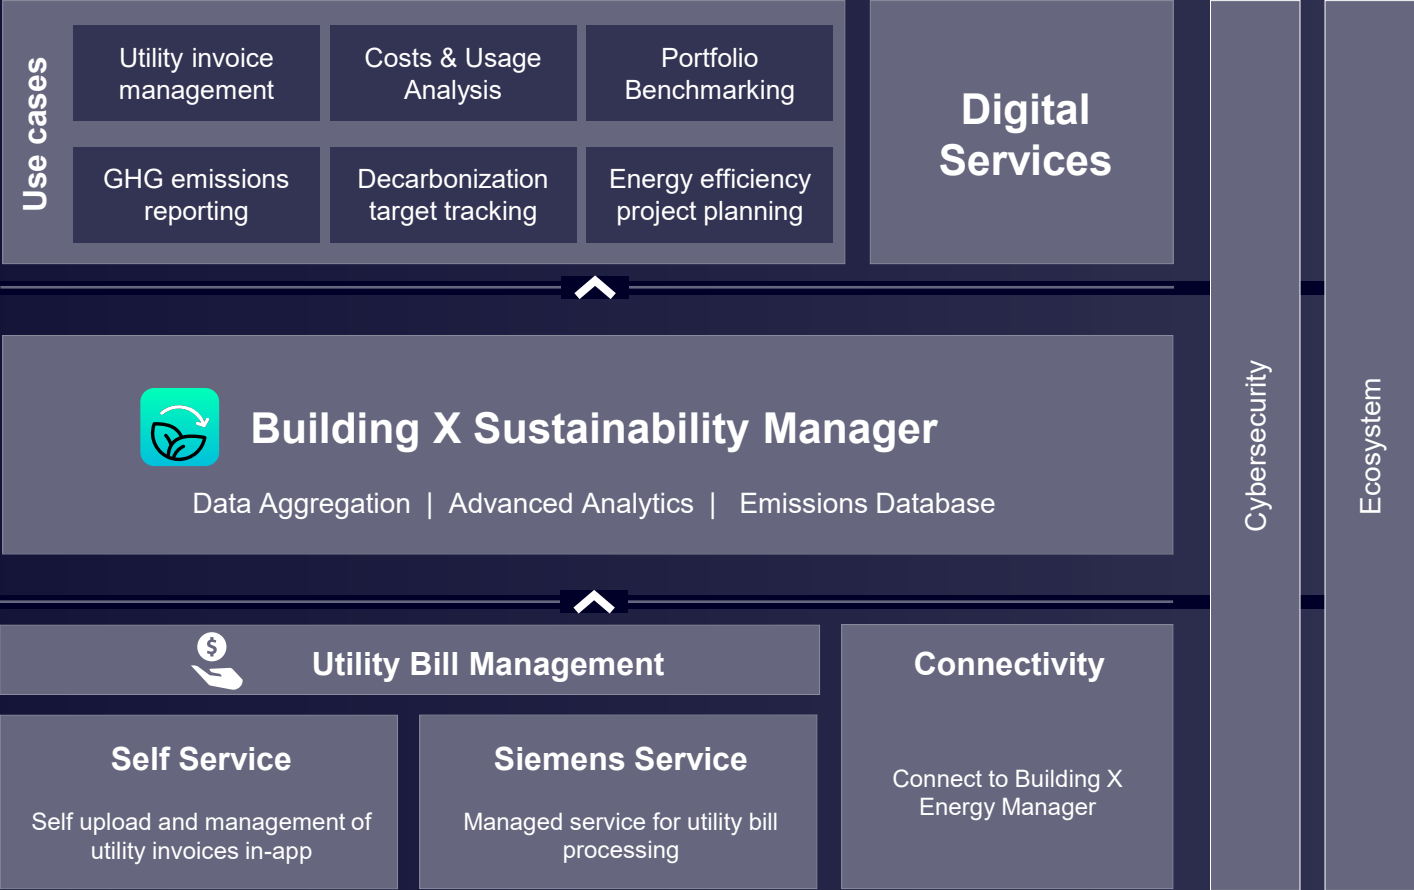 Use cases
Utility invoice
management
Costs & Usage
Analysis
Portfolio
Benchmarking
GHG emissions
reporting
Decarbonization
target tracking
Energy efficiency
project planning
Digital
Services
Building X Sustainability Manager
Data Aggregation | Advanced Analytics | Emissions Database
$
Utility Bill Management
Self Service
Self upload and management of
utility invoices in-app
Siemens Service
Managed service for utility bill
processing
Connectivity
Connect to Building X
Energy Manager
Cybersecurity
Ecosystem